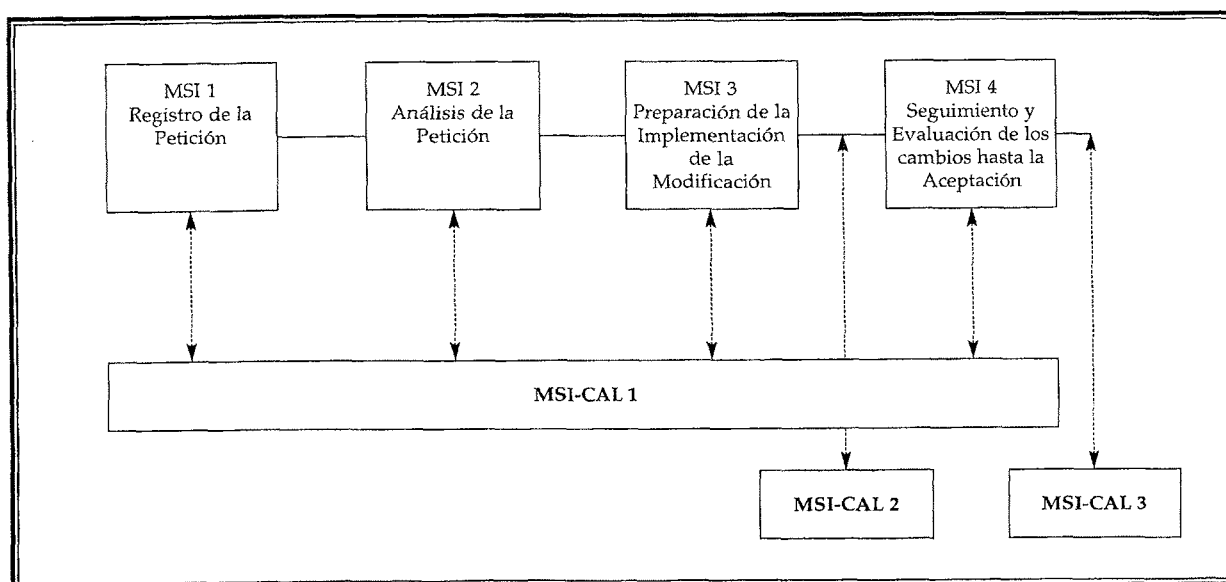 MSI 1
Registro de la
Petición
MSI 2
Análisis de la
Petición
MSI 3
Preparación de la
Implementación
de la
Modificación
MSI 4
Seguimiento y
Evaluación de los
cambios hasta la
Aceptación
MSI-CAL 1
MSI-CAL 2
MSI-CAL 3